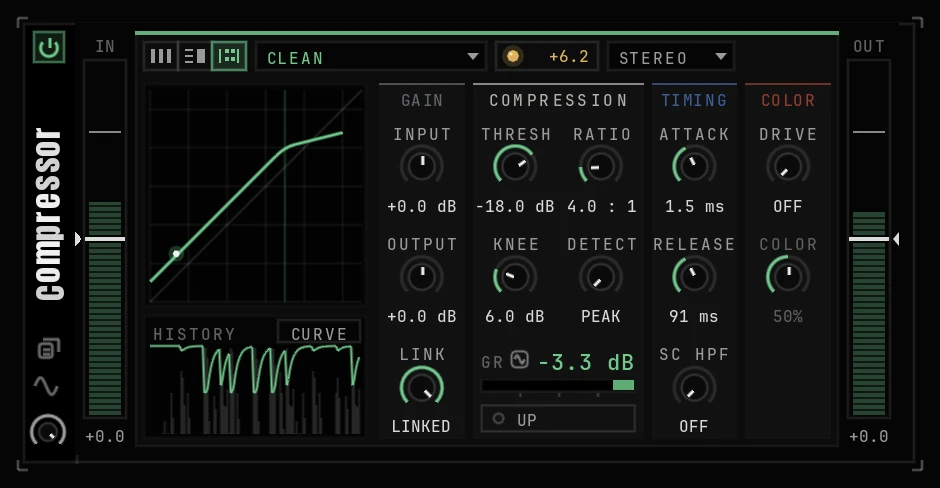 IN
OUT
CLEAN
+6.2
STEREO
compressor
GAIN
COMPRESSION
TIMING
COLOR
INPUT
THRESH
RATIO
ATTACK
DRIVE
+0.0 dB
-18.0 dB
4.0 : 1
1.5 ms
OFF
OUTPUT
KNEE
DETECT
RELEASE
COLOR
+0.0 dB
6.0 dB
PEAK
91 ms
50%
HISTORY
CURVE
LINK
GR
-3.3 dB
SC HPF
UP
LINKED
OFF
+0.0
+0.0